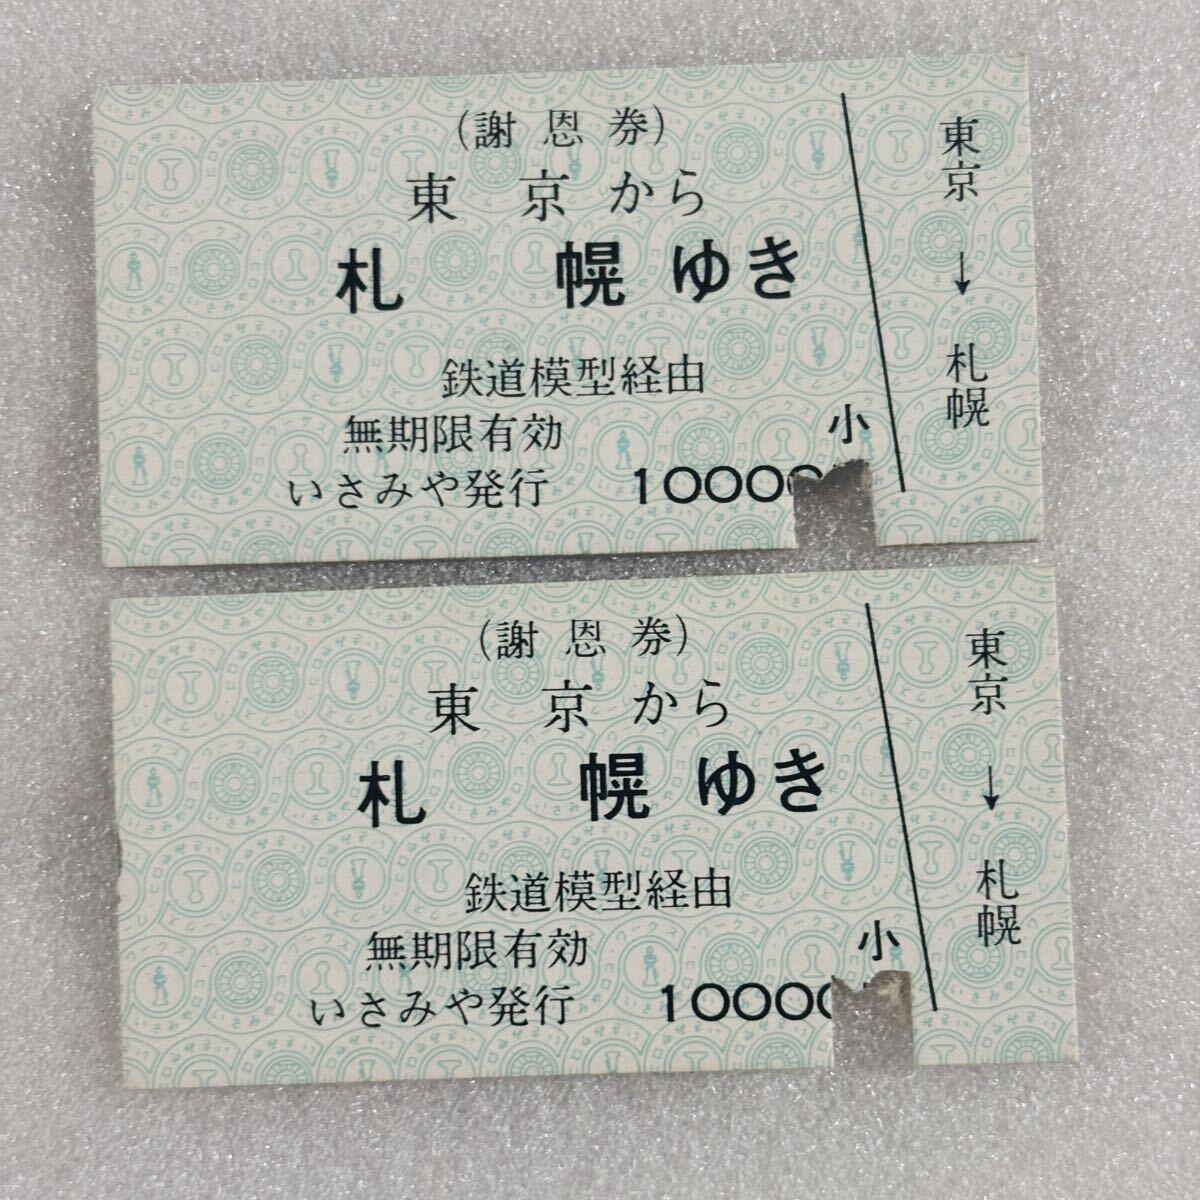 (謝恩券)
東京から
札幌ゆき
鉄道模型経由
無期限有効
いさみや発行 10000
小
東京→札幌
(謝恩券)
東京から
札幌ゆき
鉄道模型経由
無期限有効
いさみや発行 10000
小
東京→札幌